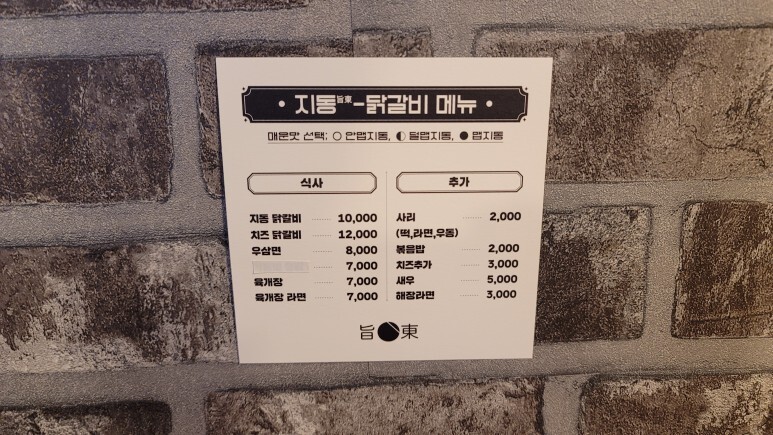 · 지동旨東-닭갈비 메뉴 ·
매운맛 선택: ○ 안맵지동, ◐ 덜맵지동, ● 맵지동
식사
지동 닭갈비 ········ 10,000
치즈 닭갈비 ········ 12,000
우삼면 ········ 8,000
········ 7,000
육개장 ········ 7,000
육개장 라면 ········ 7,000
추가
사리 ········ 2,000
(떡,라면,우동)
볶음밥 ········ 2,000
치즈추가 ········ 3,000
새우 ········ 5,000
해장라면 ········ 3,000
旨 東